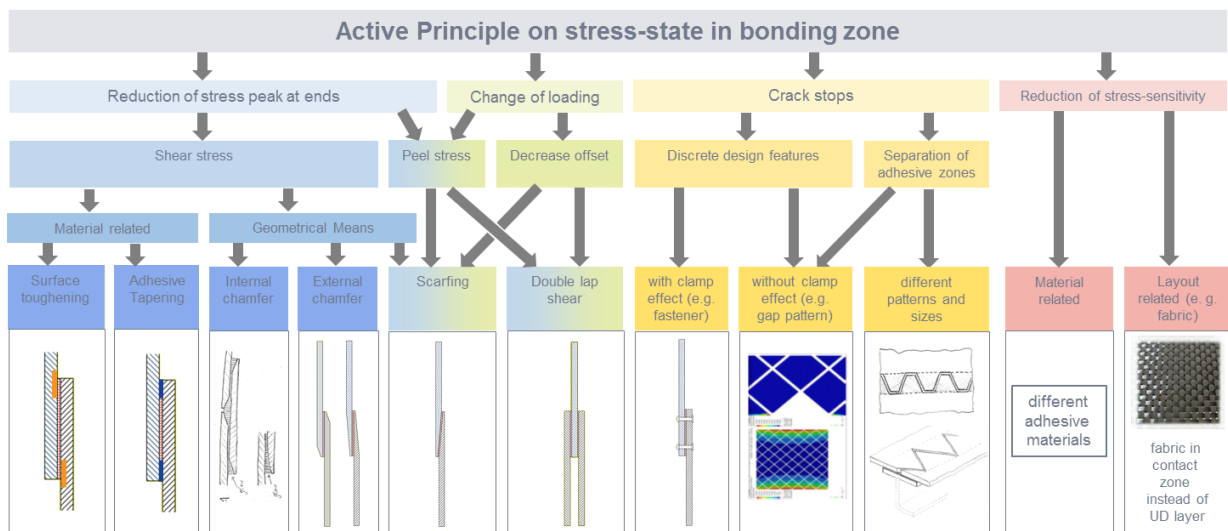 Active Principle on stress-state in bonding zone
Reduction of stress peak at ends
Change of loading
Crack stops
Reduction of stress-sensitivity
Shear stress
Peel stress
Decrease offset
Discrete design features
Separation of
adhesive zones
Material related
Geometrical Means
Surface
toughening
Adhesive
Tapering
Internal
chamfer
External
chamfer
Scarfing
Double lap
shear
with clamp
effect (e.g.
fastener)
without clamp
effect (e.g.
gap pattern)
different
patterns and
sizes
Material
related
Layout
related (e. g.
fabric)
different
adhesive
materials
fabric in
contact
zone
instead of
UD layer